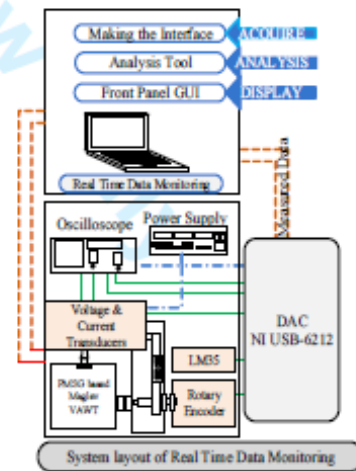 Making the Interface
ACQUIRE
Analysis Tool
ANALYSIS
Front Panel GUI
DISPLAY
Real Time Data Monitoring
Measured Data
Oscilloscope
Power Supply
Voltage &
Current
Transducers
DAC
NI USB-6212
LM35
PMSG based
Maglev
VAWT
Rotary
Encoder
System layout of Real Time Data Monitoring